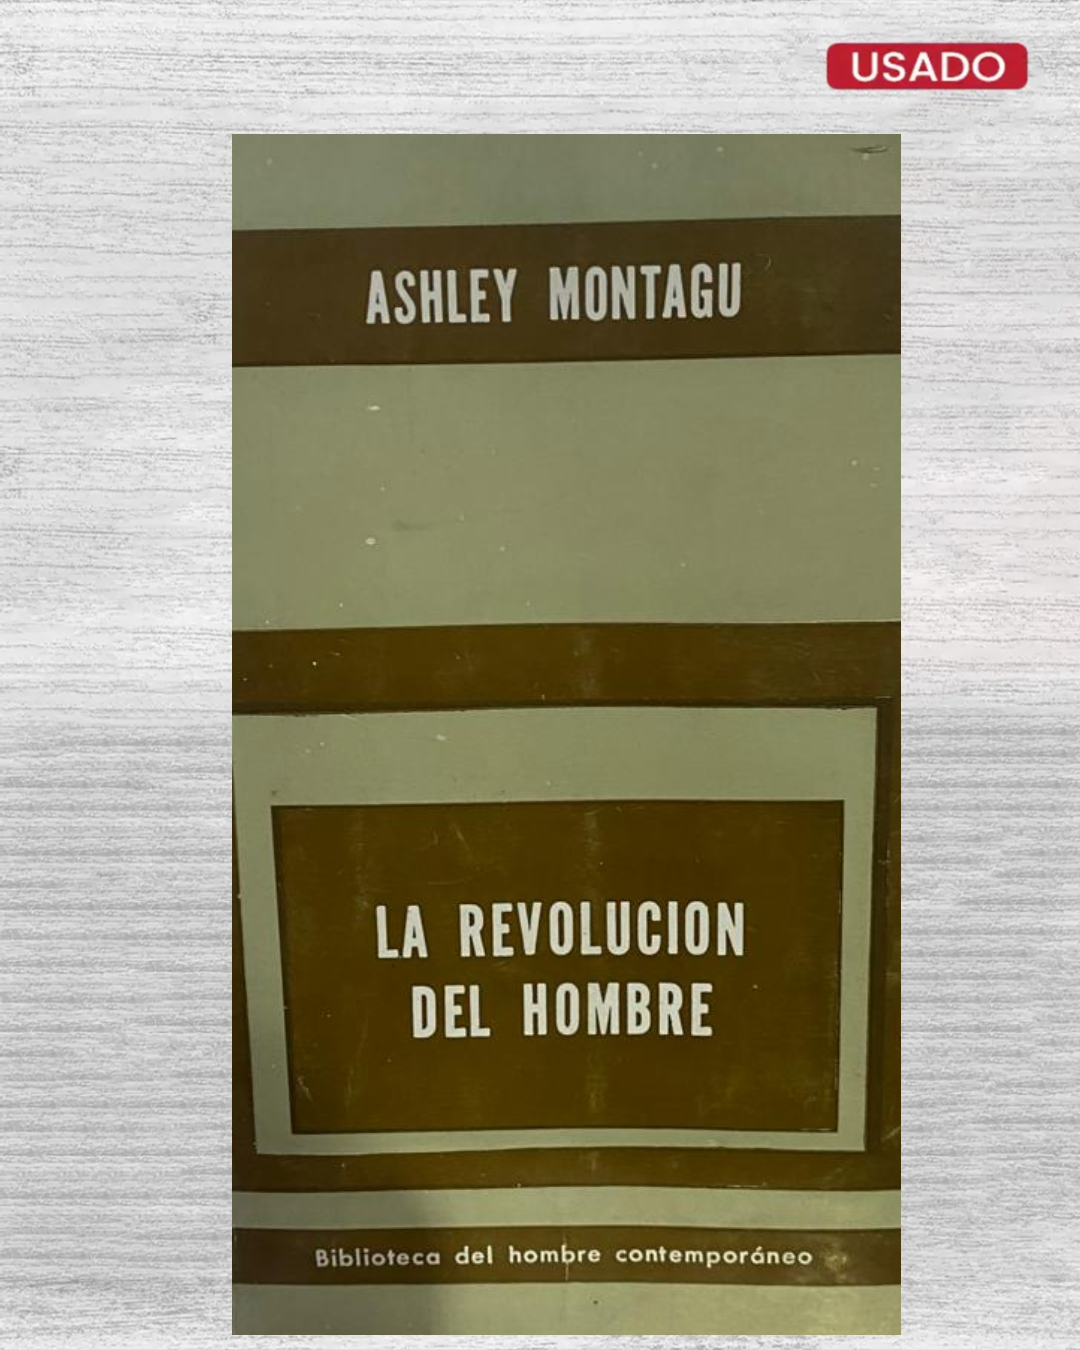 USADO
ASHLEY MONTAGU
LA REVOLUCION
DEL HOMBRE
Biblioteca del hombre contemporáneo